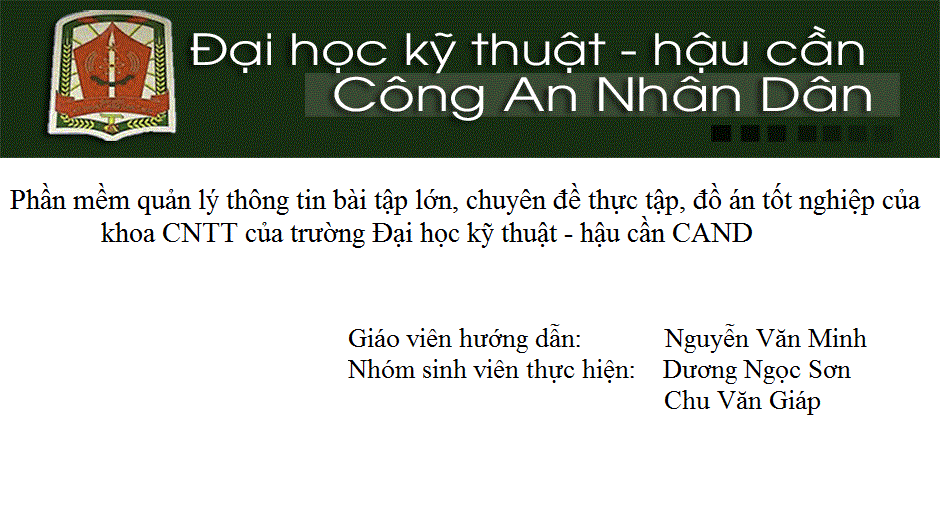 Đại học kỹ thuật - hậu cần
Công An Nhân Dân
Phần mềm quản lý thông tin bài tập lớn, chuyên đề thực tập, đồ án tốt nghiệp của
khoa CNTT của trường Đại học kỹ thuật - hậu cần CAND
Giáo viên hướng dẫn: Nguyễn Văn Minh
Nhóm sinh viên thực hiện: Dương Ngọc Sơn
Chu Văn Giáp